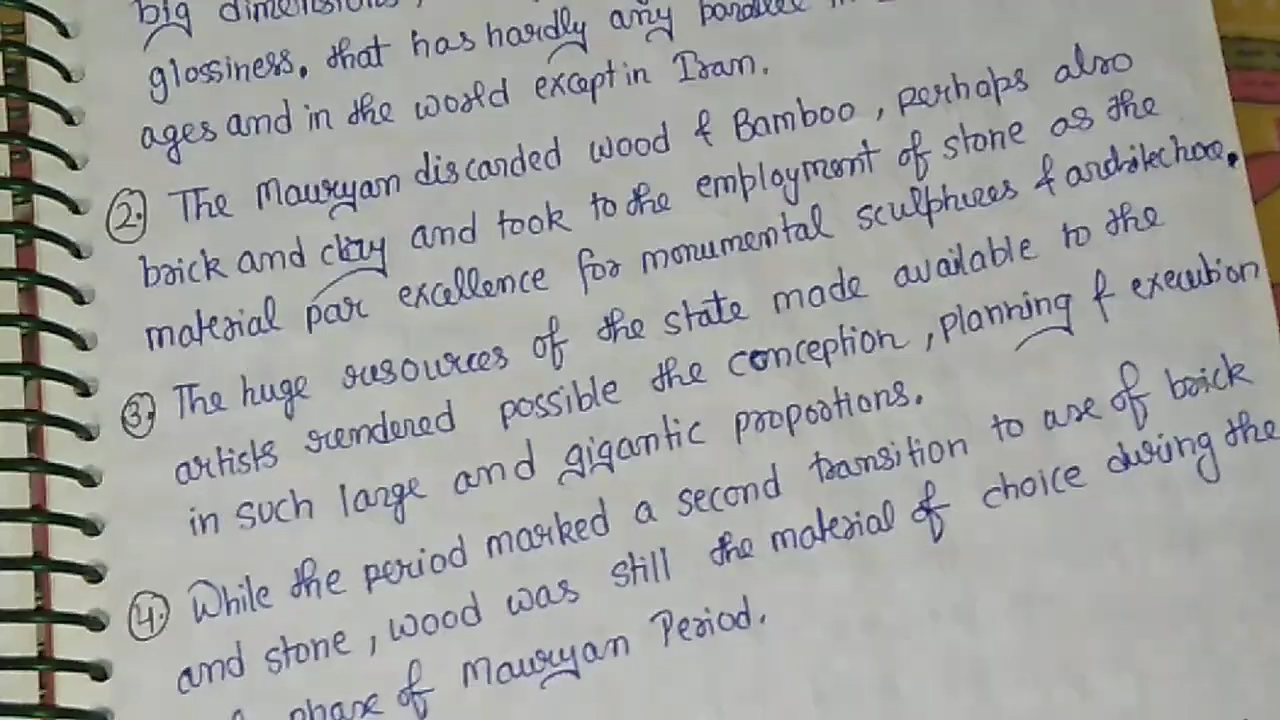 big dimensions,
glossiness, that has hardly any parallel in
ages and in the world except in Iran.
2. The Mauryan discarded wood & Bamboo, perhaps also
brick and clay and took to the employment of stone as the
material par excellence for monumental sculptures & architecture.
3. The huge resources of the state made available to the
artists rendered possible the conception, planning & execution
in such large and gigantic proportions.
4. While the period marked a second transition to use of brick
and stone, wood was still the material of choice during the
phase of Mauryan Period.